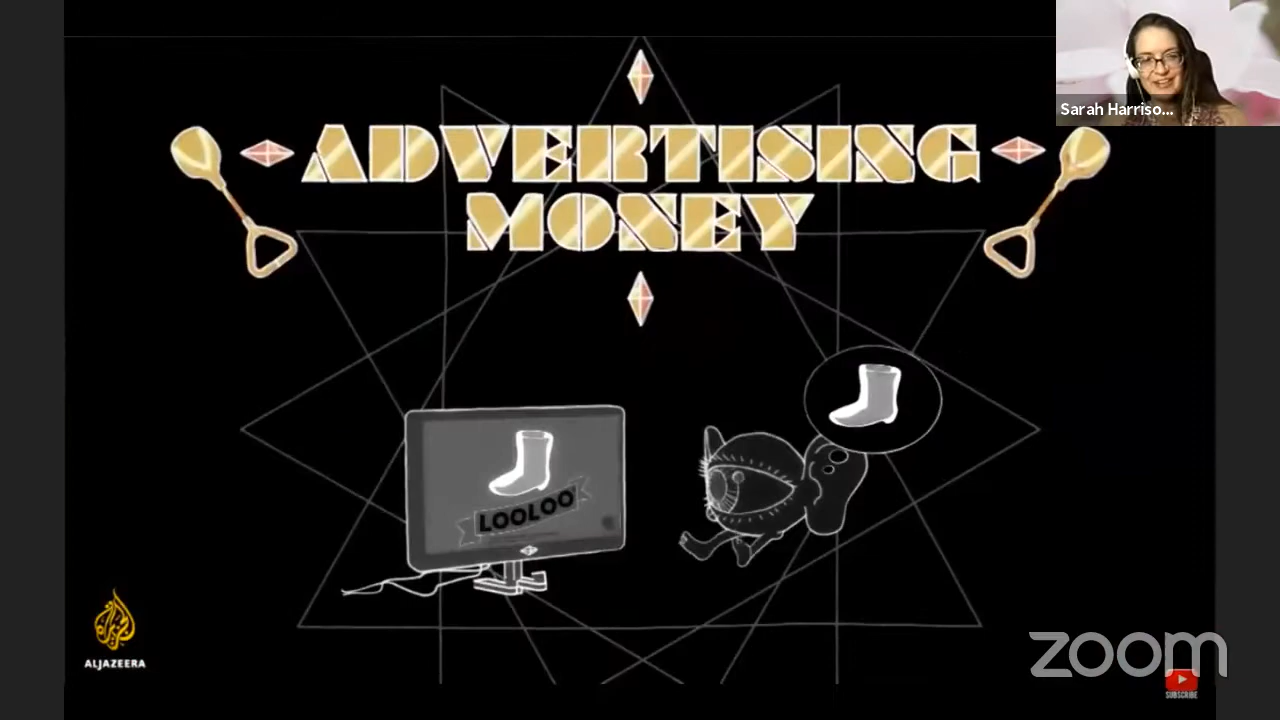 Sarah Harriso...
ADVERTISING
MONEY
LOOLOO
ALJAZEERA
zoom
SUBSCRIBE